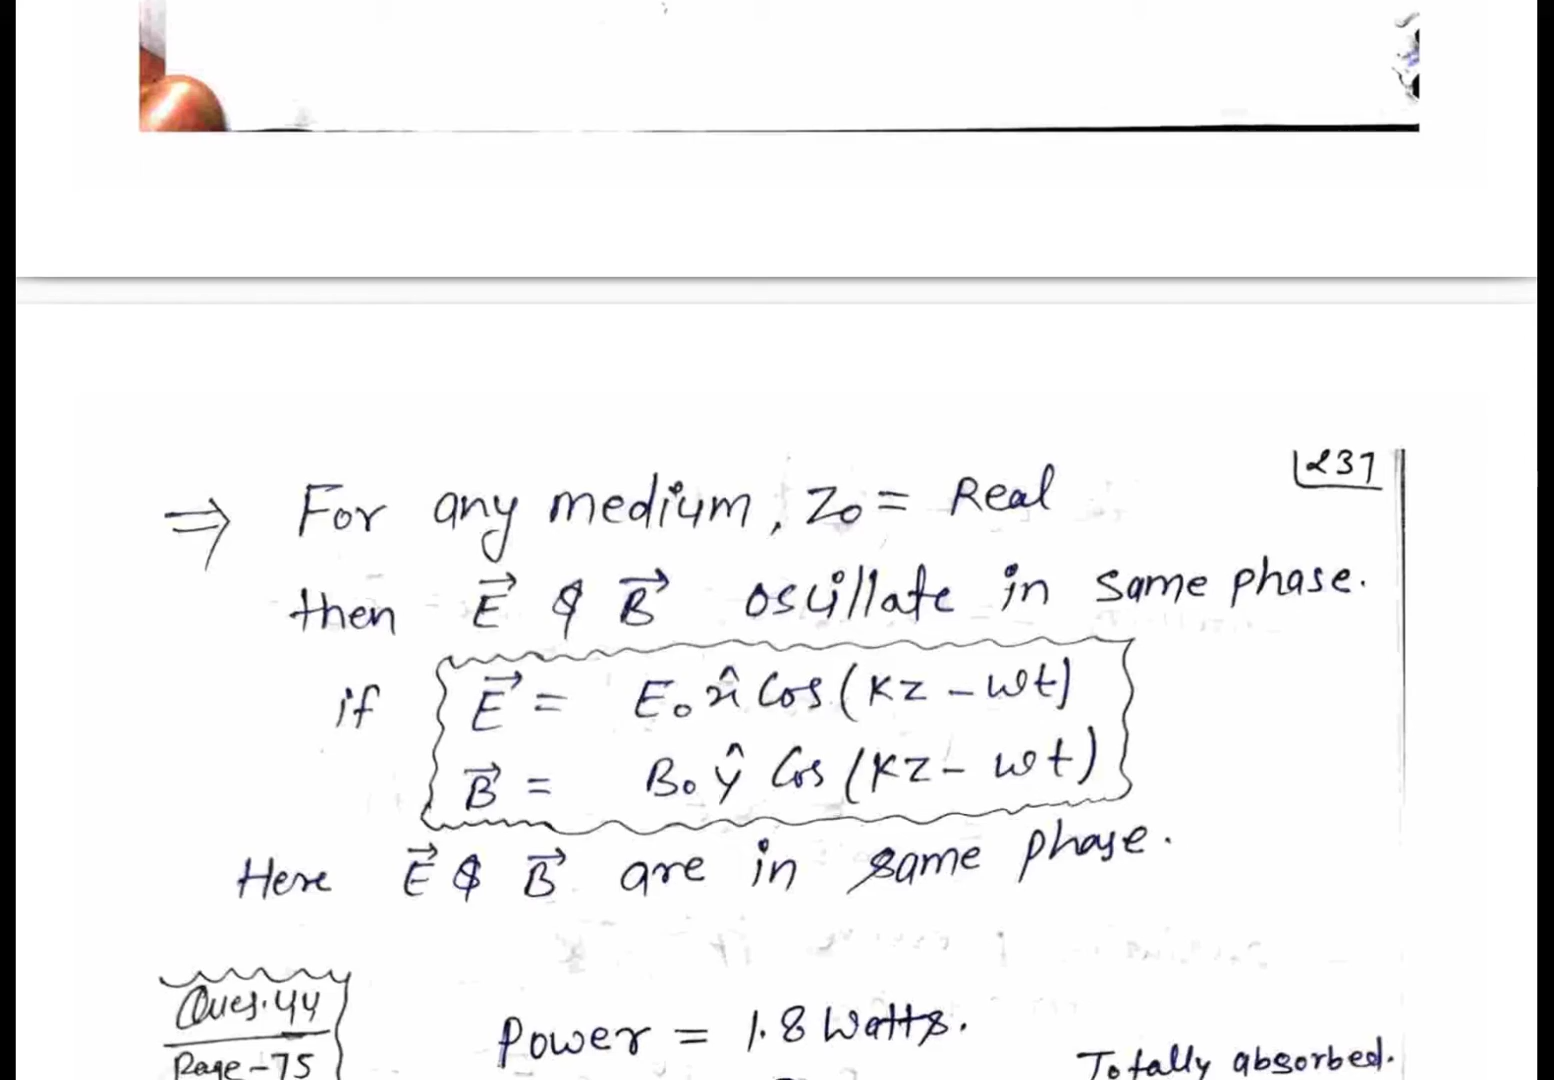 237
⇒ For any medium, Z₀ = Real
then E⃗ & B⃗ oscillate in same phase.
if E⃗ = E₀ x̂ Cos (kz - ωt)
B⃗ = B₀ ŷ Cos (kz - ωt)
Here E⃗ & B⃗ are in same phase.
Ques.44
Power = 1.8 Watts.
Page-75
Totally absorbed.